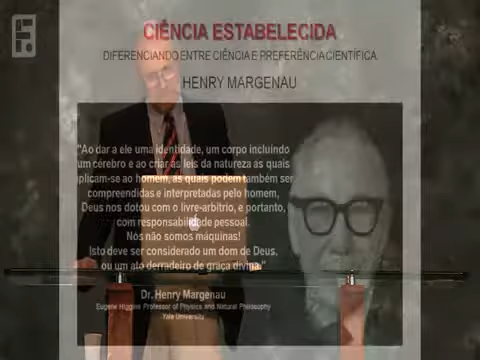 CIÊNCIA ESTABELECIDA
DIFERENCIANDO ENTRE CIÊNCIA E PREFERÊNCIA CIENTÍFICA.
HENRY MARGENAU
"Ao dar a ele uma identidade, um corpo incluindo
um cérebro e ao criar as leis da natureza as quais
aplicam-se ao homem, as quais podem também ser
compreendidas e interpretadas pelo homem,
Deus nos dotou com o livre-arbítrio, e portanto,
com responsabilidade pessoal.
Nós não somos máquinas!
Isto deve ser considerado um dom de Deus,
ou um ato derradeiro de graça divina."
Dr. Henry Margenau
Eugene Higgins Professor of Physics and Natural Philosophy
Yale University